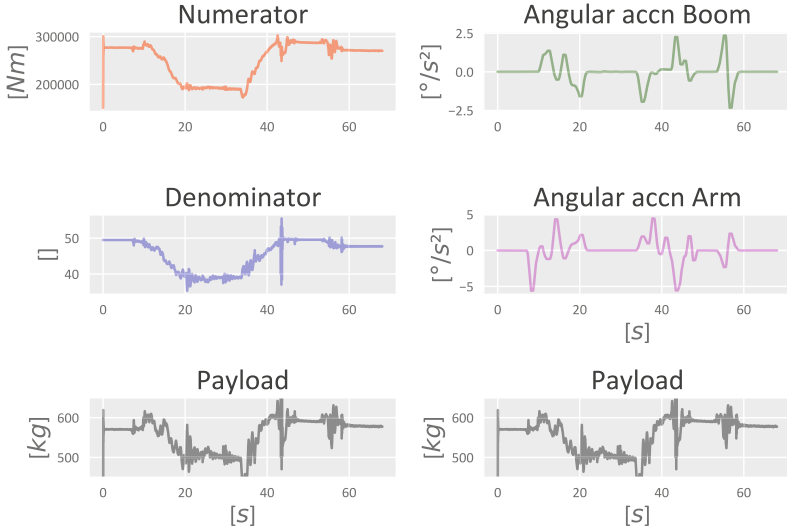 Numerator
[Nm]
300000
200000
0 20 40 60
Angular accn Boom
[°/s²]
2.5
0.0
−2.5
0 20 40 60
Denominator
[]
50
40
0 20 40 60
Angular accn Arm
[°/s²]
5
0
−5
0 20 40 60
[s]
Payload
[kg]
600
500
0 20 40 60
[s]
Payload
[kg]
600
500
0 20 40 60
[s]